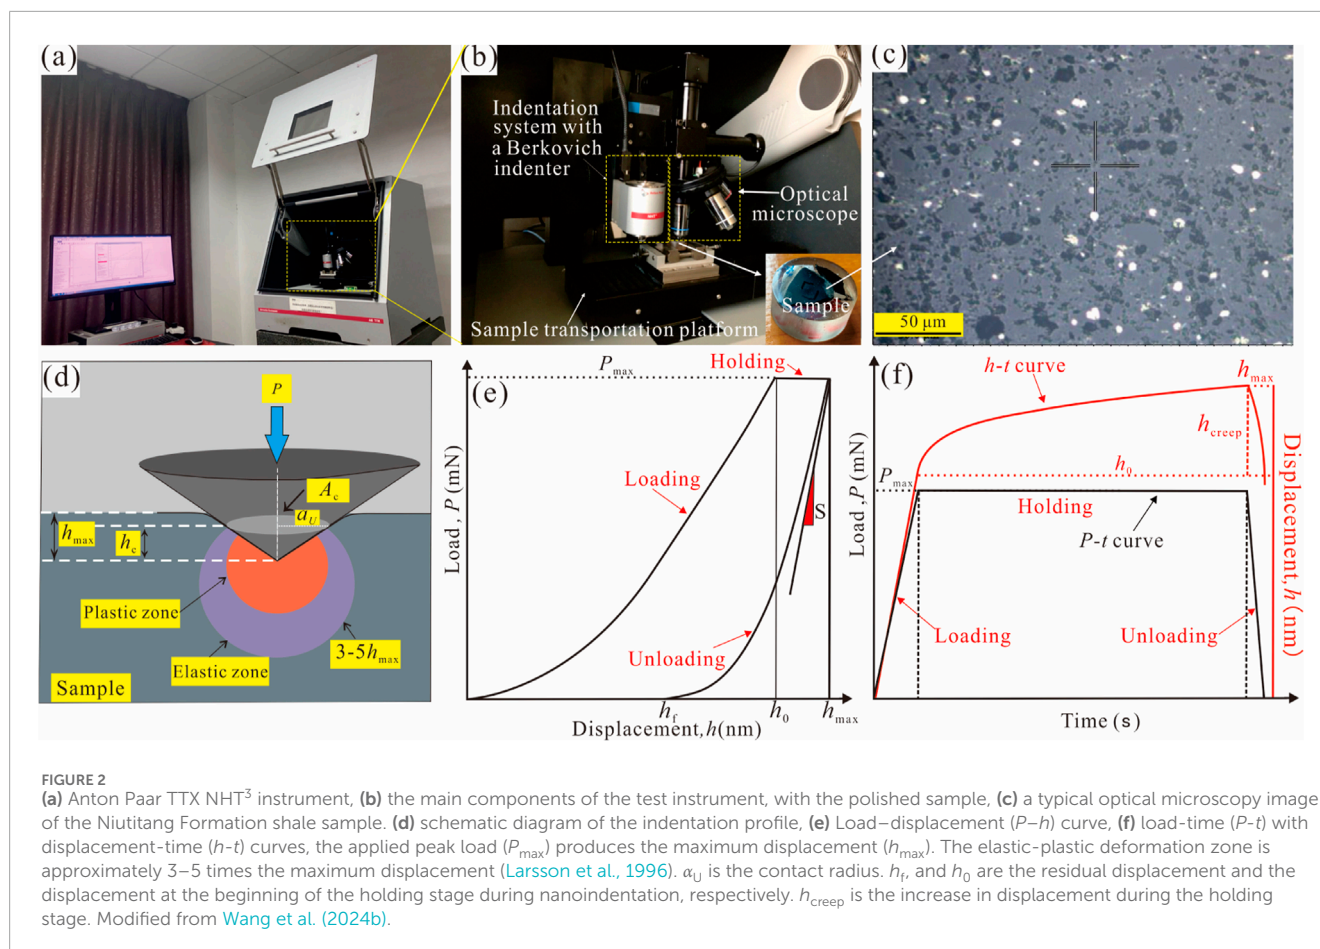 (a)
(b)
Indentation
system with
a Berkovich
indenter
Optical
microscope
Sample
Sample transportation platform
(c)
50 μm
(d)
P
A_c
a_U
h_max
h_c
Plastic zone
Elastic zone
3-5h_max
Sample
(e)
P_max
Holding
Loading
S
Unloading
Load , P (mN)
h_f
h_0
h_max
Displacement, h(nm)
(f)
h-t curve
h_max
h_creep
h_0
P_max
Holding
P-t curve
Loading
Unloading
Load , P (mN)
Displacement, h (nm)
Time (s)
FIGURE 2
(a) Anton Paar TTX NHT³ instrument, (b) the main components of the test instrument, with the polished sample, (c) a typical optical microscopy image
of the Niutitang Formation shale sample. (d) schematic diagram of the indentation profile, (e) Load–displacement (P–h) curve, (f) load-time (P-t) with
displacement-time (h-t) curves, the applied peak load (P_max) produces the maximum displacement (h_max). The elastic-plastic deformation zone is
approximately 3–5 times the maximum displacement (Larsson et al., 1996). α_U is the contact radius. h_f, and h_0 are the residual displacement and the
displacement at the beginning of the holding stage during nanoindentation, respectively. h_creep is the increase in displacement during the holding
stage. Modified from Wang et al. (2024b).